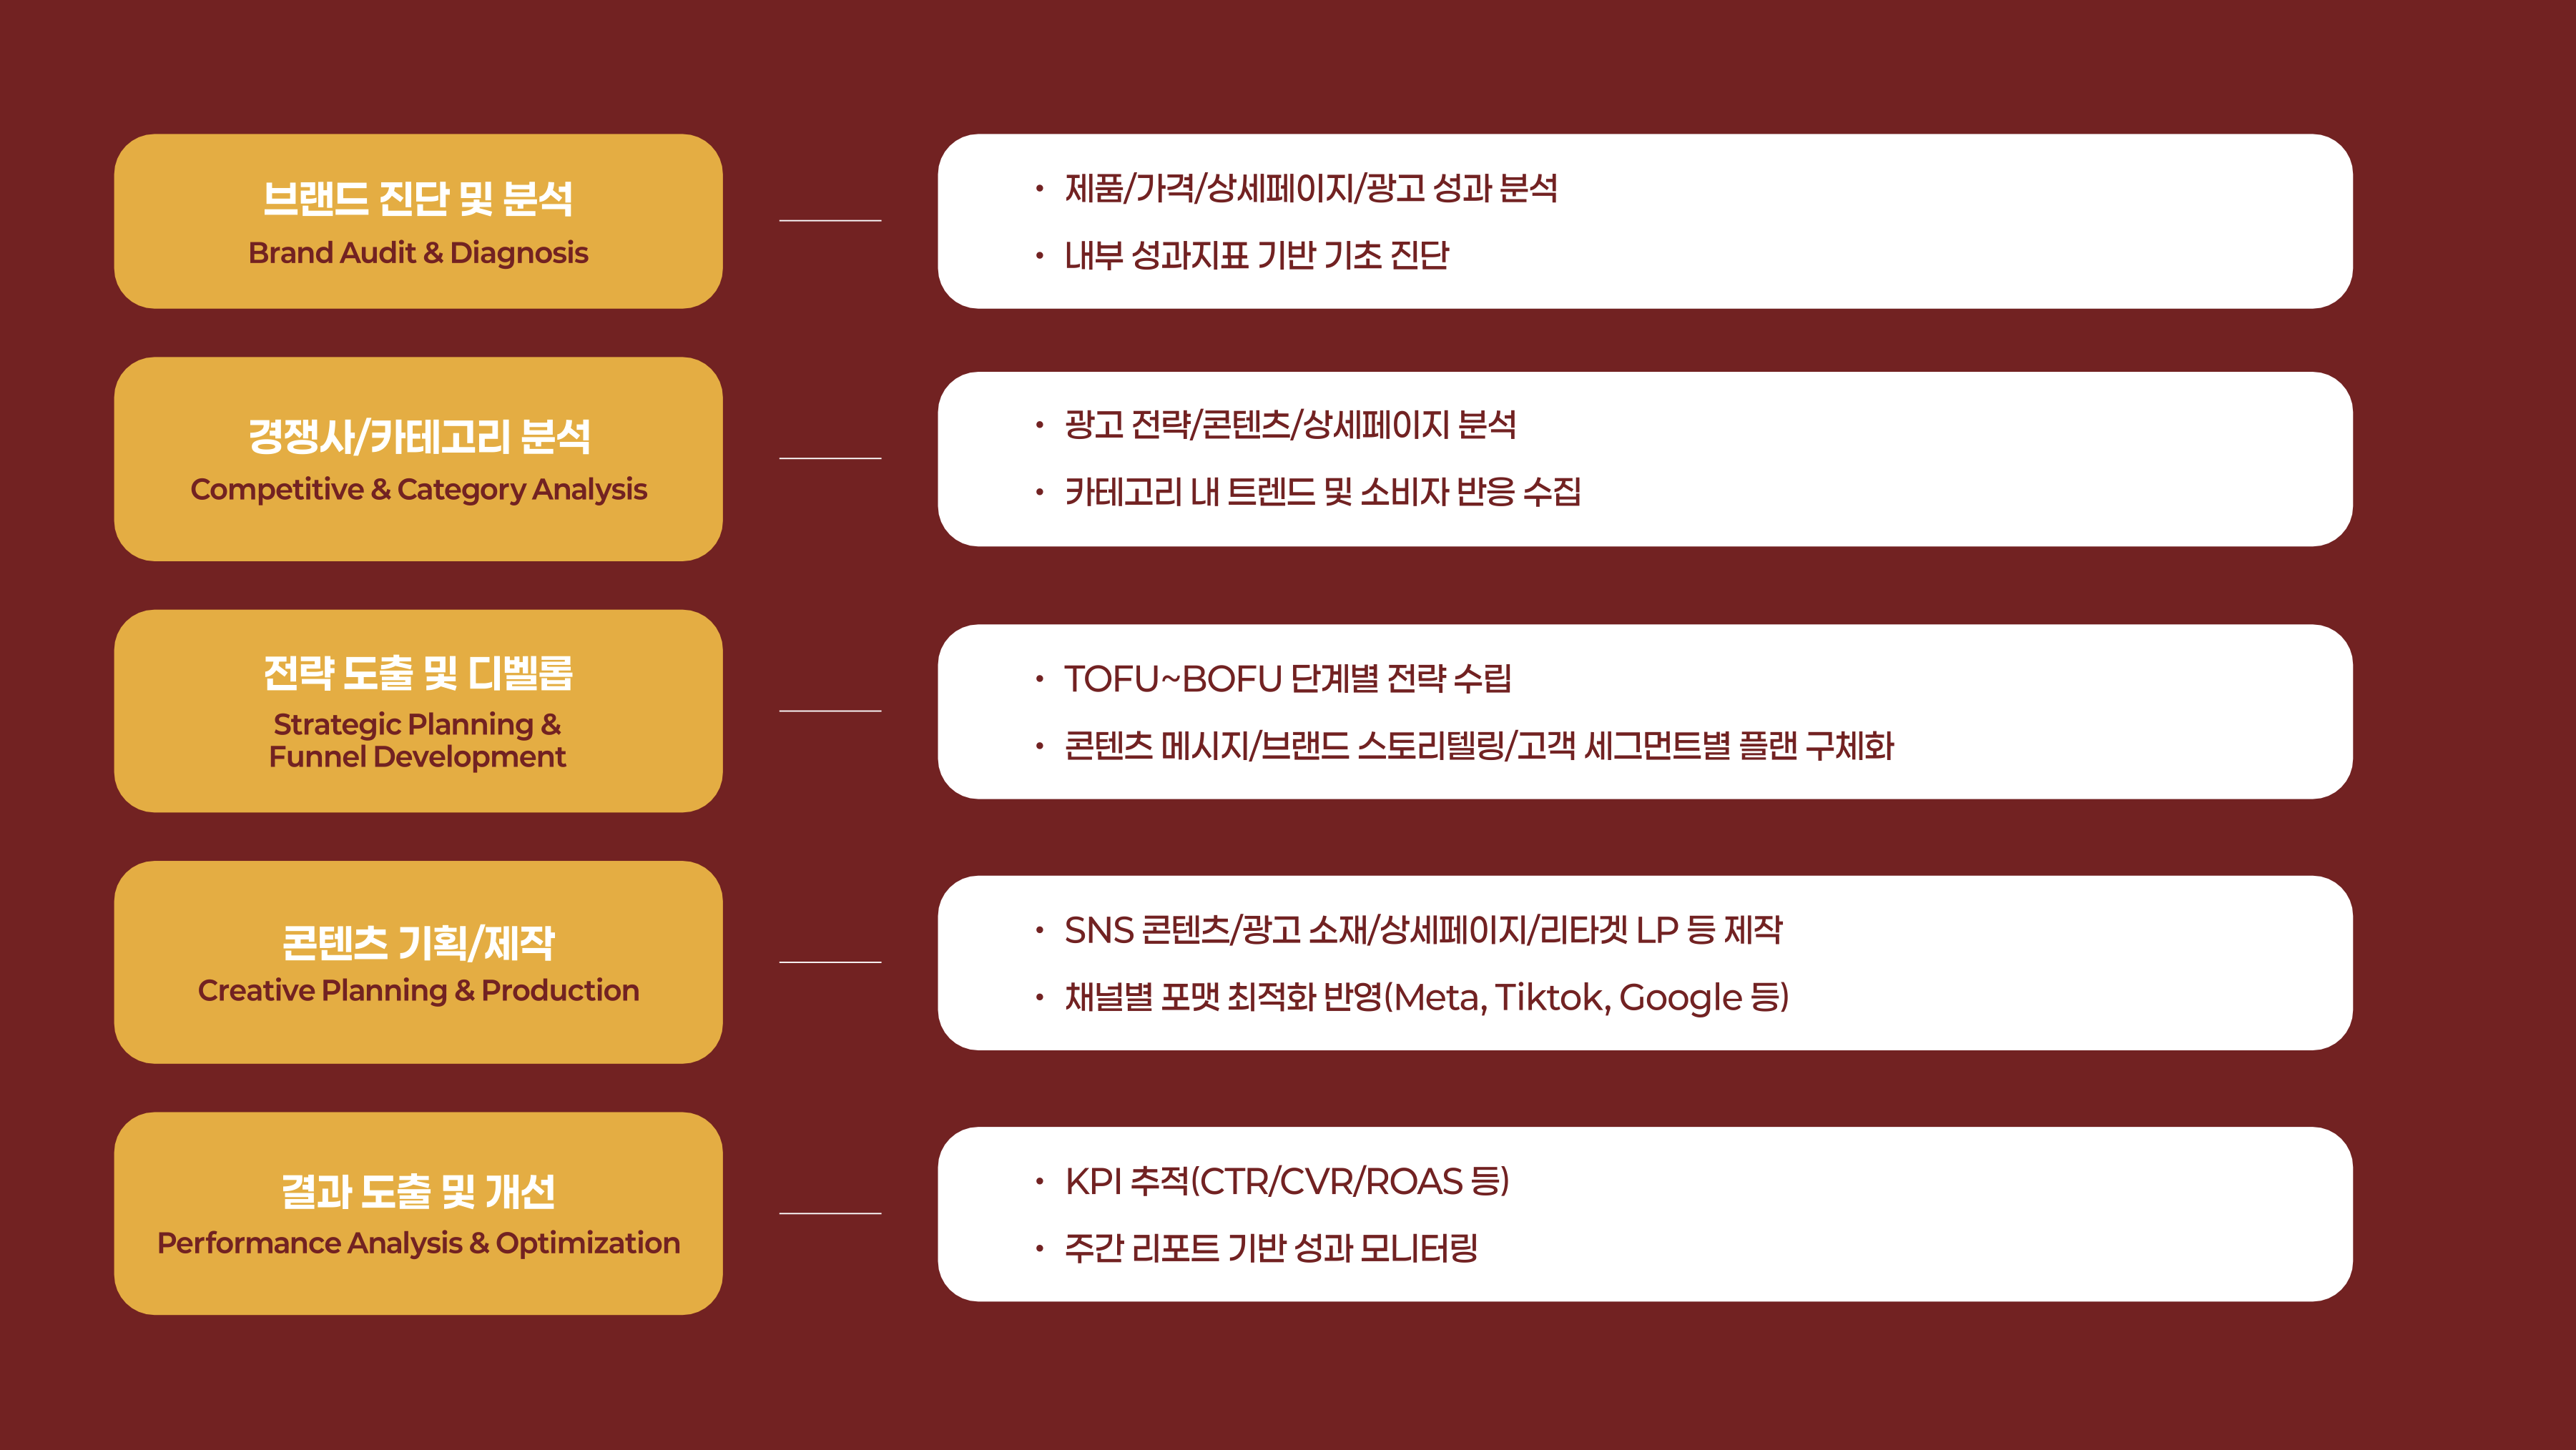 브랜드 진단 및 분석
Brand Audit & Diagnosis
• 제품/가격/상세페이지/광고 성과 분석
• 내부 성과지표 기반 기초 진단
경쟁사/카테고리 분석
Competitive & Category Analysis
• 광고 전략/콘텐츠/상세페이지 분석
• 카테고리 내 트렌드 및 소비자 반응 수집
전략 도출 및 디벨롭
Strategic Planning &
Funnel Development
• TOFU~BOFU 단계별 전략 수립
• 콘텐츠 메시지/브랜드 스토리텔링/고객 세그먼트별 플랜 구체화
콘텐츠 기획/제작
Creative Planning & Production
• SNS 콘텐츠/광고 소재/상세페이지/리타겟 LP 등 제작
• 채널별 포맷 최적화 반영(Meta, Tiktok, Google 등)
결과 도출 및 개선
Performance Analysis & Optimization
• KPI 추적(CTR/CVR/ROAS 등)
• 주간 리포트 기반 성과 모니터링